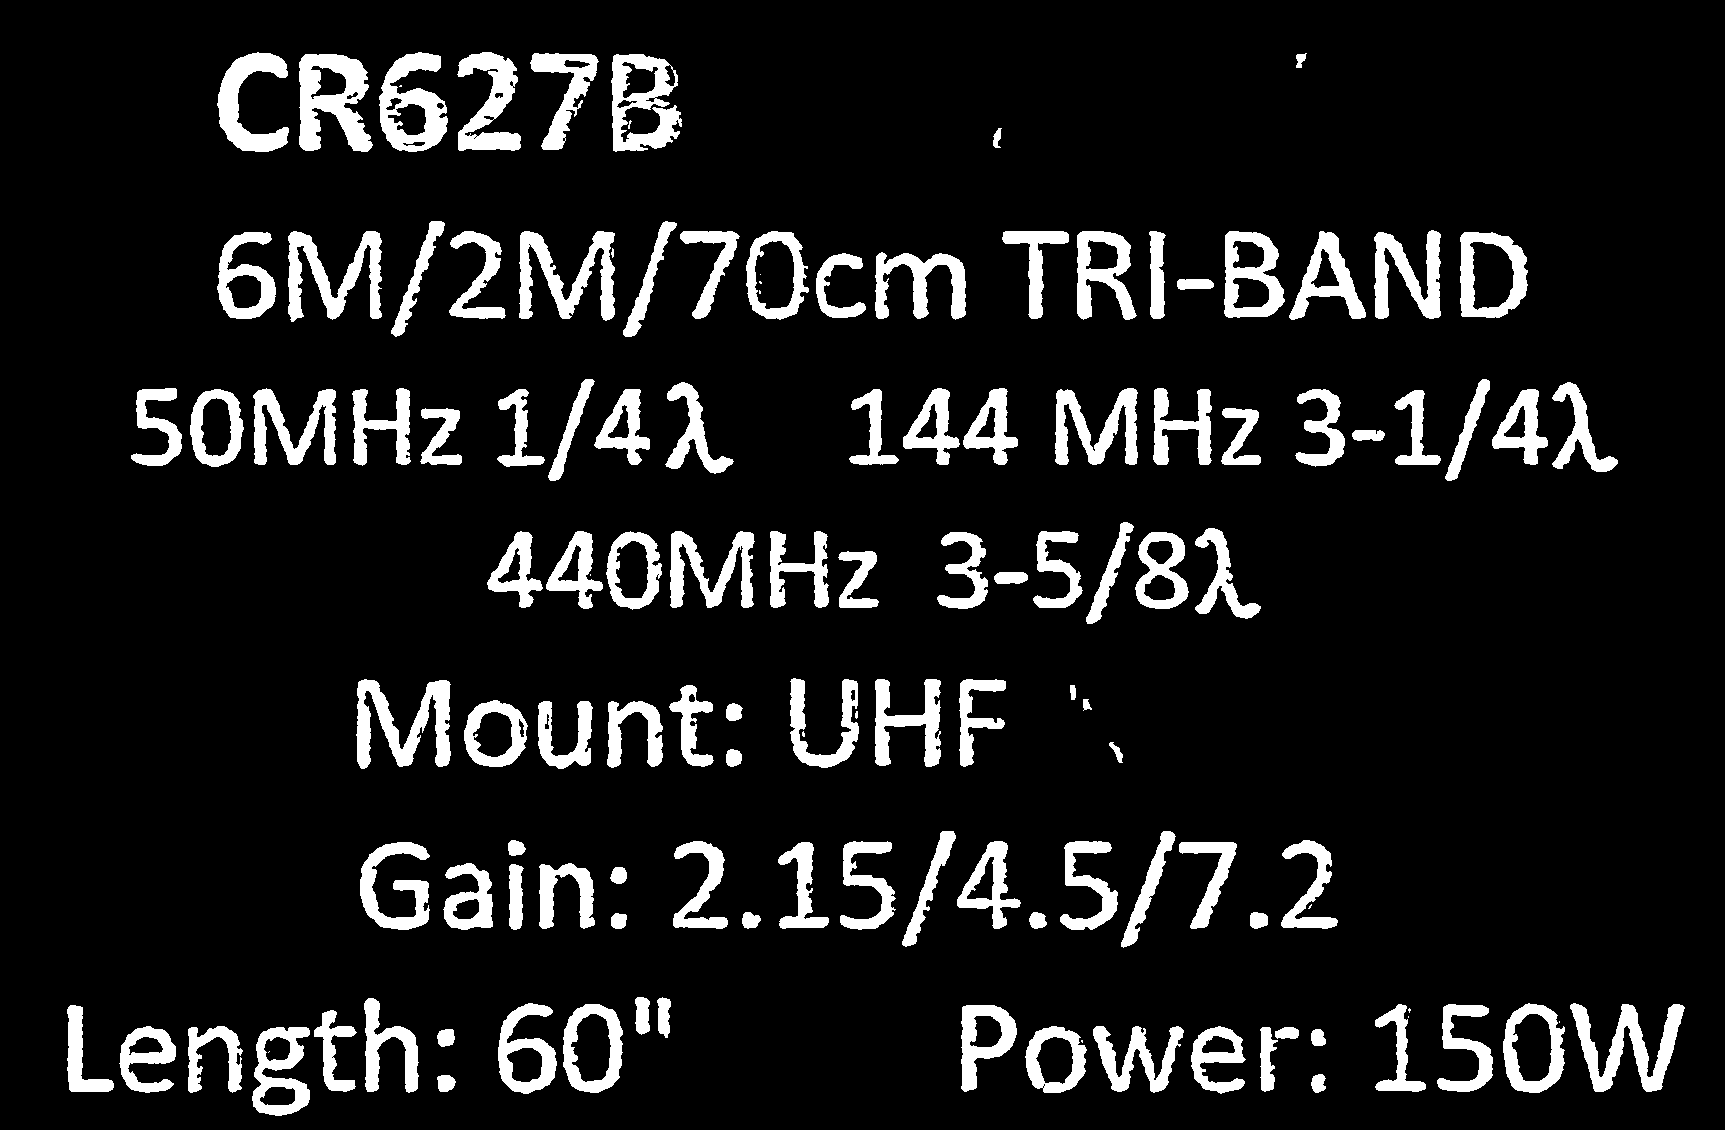 CR627B
6M/2M/70cm TRI-BAND
50MHz 1/4λ 144 MHz 3-1/4λ
440MHz 3-5/8λ
Mount: UHF
Gain: 2.15/4.5/7.2
Length: 60" Power: 150W